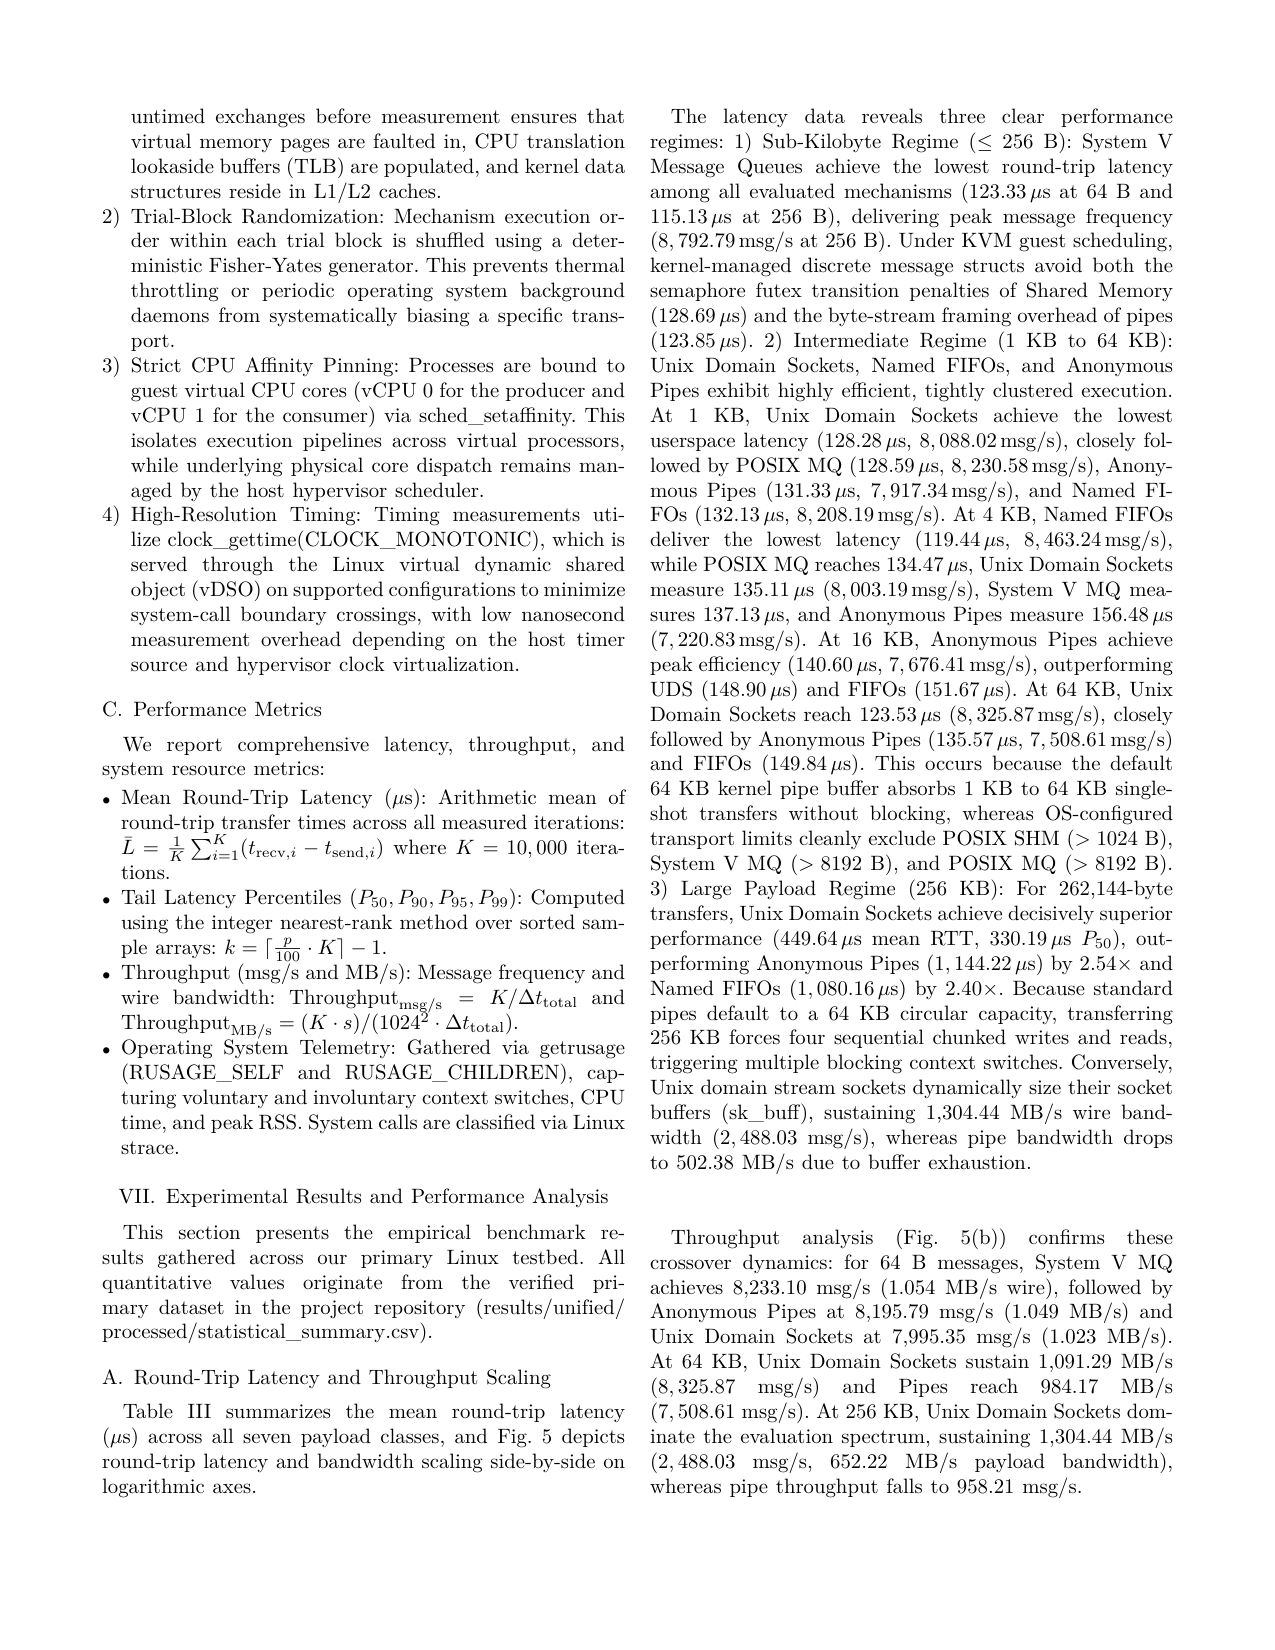 untimed exchanges before measurement ensures that
virtual memory pages are faulted in, CPU translation
lookaside buffers (TLB) are populated, and kernel data
structures reside in L1/L2 caches.
2) Trial-Block Randomization: Mechanism execution or-
der within each trial block is shuffled using a deter-
ministic Fisher-Yates generator. This prevents thermal
throttling or periodic operating system background
daemons from systematically biasing a specific trans-
port.
3) Strict CPU Affinity Pinning: Processes are bound to
guest virtual CPU cores (vCPU 0 for the producer and
vCPU 1 for the consumer) via sched_setaffinity. This
isolates execution pipelines across virtual processors,
while underlying physical core dispatch remains man-
aged by the host hypervisor scheduler.
4) High-Resolution Timing: Timing measurements uti-
lize clock_gettime(CLOCK_MONOTONIC), which is
served through the Linux virtual dynamic shared
object (vDSO) on supported configurations to minimize
system-call boundary crossings, with low nanosecond
measurement overhead depending on the host timer
source and hypervisor clock virtualization.
C. Performance Metrics
We report comprehensive latency, throughput, and
system resource metrics:
• Mean Round-Trip Latency (μs): Arithmetic mean of
round-trip transfer times across all measured iterations:
L̄ = 1/K ∑_{i=1}^{K}(t_{recv,i} − t_{send,i}) where K = 10,000 itera-
tions.
• Tail Latency Percentiles (P_{50}, P_{90}, P_{95}, P_{99}): Computed
using the integer nearest-rank method over sorted sam-
ple arrays: k = ⌈p/100 · K⌉ − 1.
• Throughput (msg/s and MB/s): Message frequency and
wire bandwidth: Throughput_{msg/s} = K/Δt_{total} and
Throughput_{MB/s} = (K · s)/(1024² · Δt_{total}).
• Operating System Telemetry: Gathered via getrusage
(RUSAGE_SELF and RUSAGE_CHILDREN), cap-
turing voluntary and involuntary context switches, CPU
time, and peak RSS. System calls are classified via Linux
strace.
VII. Experimental Results and Performance Analysis
This section presents the empirical benchmark re-
sults gathered across our primary Linux testbed. All
quantitative values originate from the verified pri-
mary dataset in the project repository (results/unified/
processed/statistical_summary.csv).
A. Round-Trip Latency and Throughput Scaling
Table III summarizes the mean round-trip latency
(μs) across all seven payload classes, and Fig. 5 depicts
round-trip latency and bandwidth scaling side-by-side on
logarithmic axes.
The latency data reveals three clear performance
regimes: 1) Sub-Kilobyte Regime (≤ 256 B): System V
Message Queues achieve the lowest round-trip latency
among all evaluated mechanisms (123.33 μs at 64 B and
115.13 μs at 256 B), delivering peak message frequency
(8,792.79 msg/s at 256 B). Under KVM guest scheduling,
kernel-managed discrete message structs avoid both the
semaphore futex transition penalties of Shared Memory
(128.69 μs) and the byte-stream framing overhead of pipes
(123.85 μs). 2) Intermediate Regime (1 KB to 64 KB):
Unix Domain Sockets, Named FIFOs, and Anonymous
Pipes exhibit highly efficient, tightly clustered execution.
At 1 KB, Unix Domain Sockets achieve the lowest
userspace latency (128.28 μs, 8,088.02 msg/s), closely fol-
lowed by POSIX MQ (128.59 μs, 8,230.58 msg/s), Anony-
mous Pipes (131.33 μs, 7,917.34 msg/s), and Named FI-
FOs (132.13 μs, 8,208.19 msg/s). At 4 KB, Named FIFOs
deliver the lowest latency (119.44 μs, 8,463.24 msg/s),
while POSIX MQ reaches 134.47 μs, Unix Domain Sockets
measure 135.11 μs (8,003.19 msg/s), System V MQ mea-
sures 137.13 μs, and Anonymous Pipes measure 156.48 μs
(7,220.83 msg/s). At 16 KB, Anonymous Pipes achieve
peak efficiency (140.60 μs, 7,676.41 msg/s), outperforming
UDS (148.90 μs) and FIFOs (151.67 μs). At 64 KB, Unix
Domain Sockets reach 123.53 μs (8,325.87 msg/s), closely
followed by Anonymous Pipes (135.57 μs, 7,508.61 msg/s)
and FIFOs (149.84 μs). This occurs because the default
64 KB kernel pipe buffer absorbs 1 KB to 64 KB single-
shot transfers without blocking, whereas OS-configured
transport limits cleanly exclude POSIX SHM (> 1024 B),
System V MQ (> 8192 B), and POSIX MQ (> 8192 B).
3) Large Payload Regime (256 KB): For 262,144-byte
transfers, Unix Domain Sockets achieve decisively superior
performance (449.64 μs mean RTT, 330.19 μs P_{50}), out-
performing Anonymous Pipes (1,144.22 μs) by 2.54× and
Named FIFOs (1,080.16 μs) by 2.40×. Because standard
pipes default to a 64 KB circular capacity, transferring
256 KB forces four sequential chunked writes and reads,
triggering multiple blocking context switches. Conversely,
Unix domain stream sockets dynamically size their socket
buffers (sk_buff), sustaining 1,304.44 MB/s wire band-
width (2,488.03 msg/s), whereas pipe bandwidth drops
to 502.38 MB/s due to buffer exhaustion.
Throughput analysis (Fig. 5(b)) confirms these
crossover dynamics: for 64 B messages, System V MQ
achieves 8,233.10 msg/s (1.054 MB/s wire), followed by
Anonymous Pipes at 8,195.79 msg/s (1.049 MB/s) and
Unix Domain Sockets at 7,995.35 msg/s (1.023 MB/s).
At 64 KB, Unix Domain Sockets sustain 1,091.29 MB/s
(8,325.87 msg/s) and Pipes reach 984.17 MB/s
(7,508.61 msg/s). At 256 KB, Unix Domain Sockets dom-
inate the evaluation spectrum, sustaining 1,304.44 MB/s
(2,488.03 msg/s, 652.22 MB/s payload bandwidth),
whereas pipe throughput falls to 958.21 msg/s.